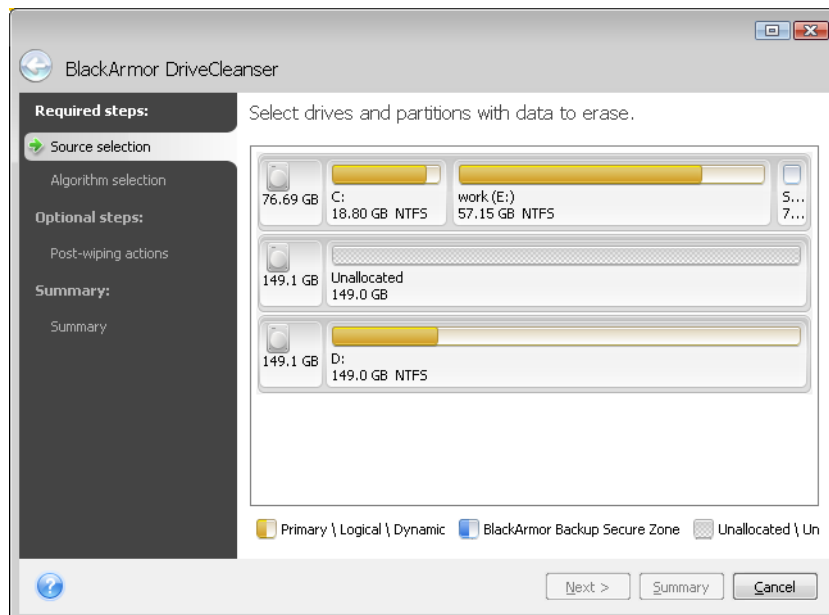 BlackArmor DriveCleanser
Required steps:
Source selection
Algorithm selection
Optional steps:
Post-wiping actions
Summary:
Summary
Select drives and partitions with data to erase.
76.69 GB
C:
18.80 GB NTFS
work (E:)
57.15 GB NTFS
S...
7...
149.1 GB
Unallocated
149.0 GB
149.1 GB
D:
149.0 GB NTFS
Primary \ Logical \ Dynamic
BlackArmor Backup Secure Zone
Unallocated \ Un
?
Next >
Summary
Cancel